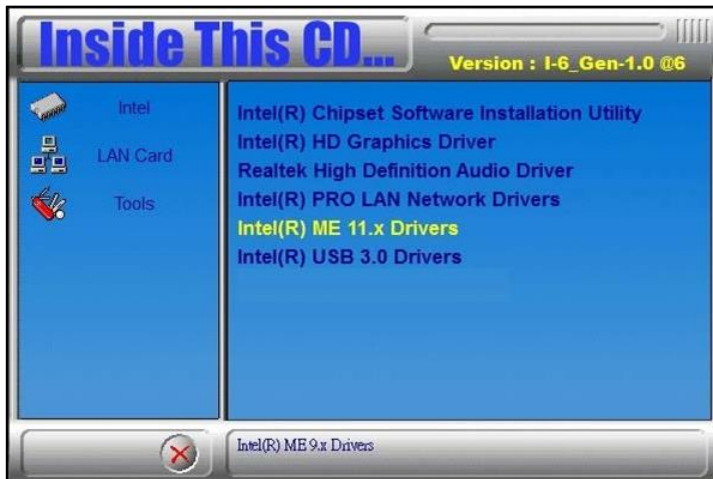 Inside This CD...
Version : I-6_Gen-1.0 @6
Intel
LAN Card
Tools
Intel(R) Chipset Software Installation Utility
Intel(R) HD Graphics Driver
Realtek High Definition Audio Driver
Intel(R) PRO LAN Network Drivers
Intel(R) ME 11.x Drivers
Intel(R) USB 3.0 Drivers
Intel(R) ME 9.x Drivers